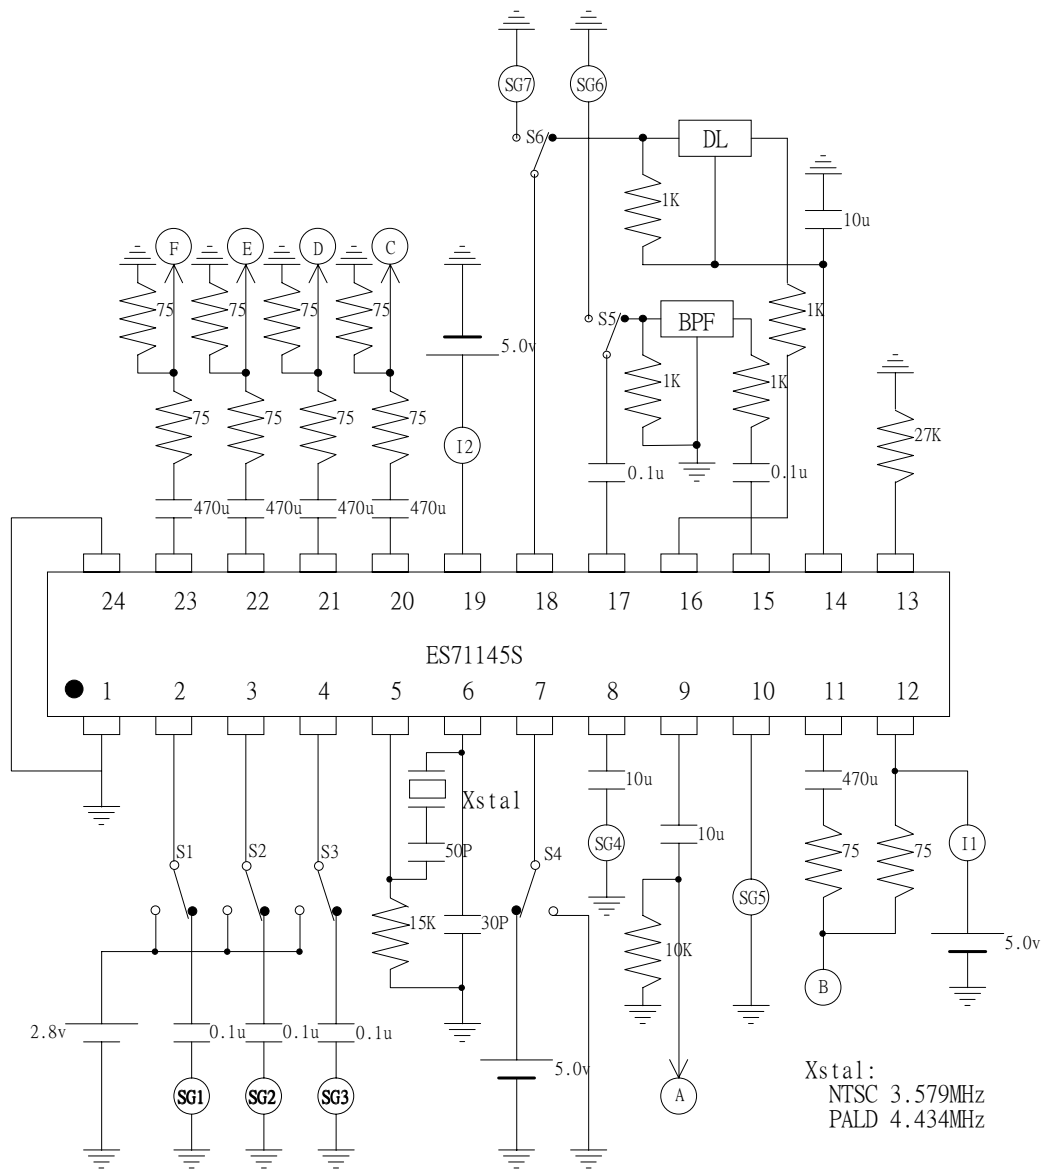 SG7 SG6
S6 DL
1K 10u
F E D C
75 75 75 75 1K
5.0v S5 BPF
1K 1K
75 75 75 75 27K
I2
0.1u 0.1u
470u 470u 470u 470u
24 23 22 21 20 19 18 17 16 15 14 13
ES71145S
1 2 3 4 5 6 7 8 9 10 11 12
10u 470u
Xstal
10u
S1 S2 S3 50P S4 SG4 75 75 I1
SG5
15K 30P
10K 5.0v
B
2.8v 0.1u 0.1u 0.1u
5.0v
Xstal:
SG1 SG2 SG3 A
NTSC 3.579MHz
PALD 4.434MHz